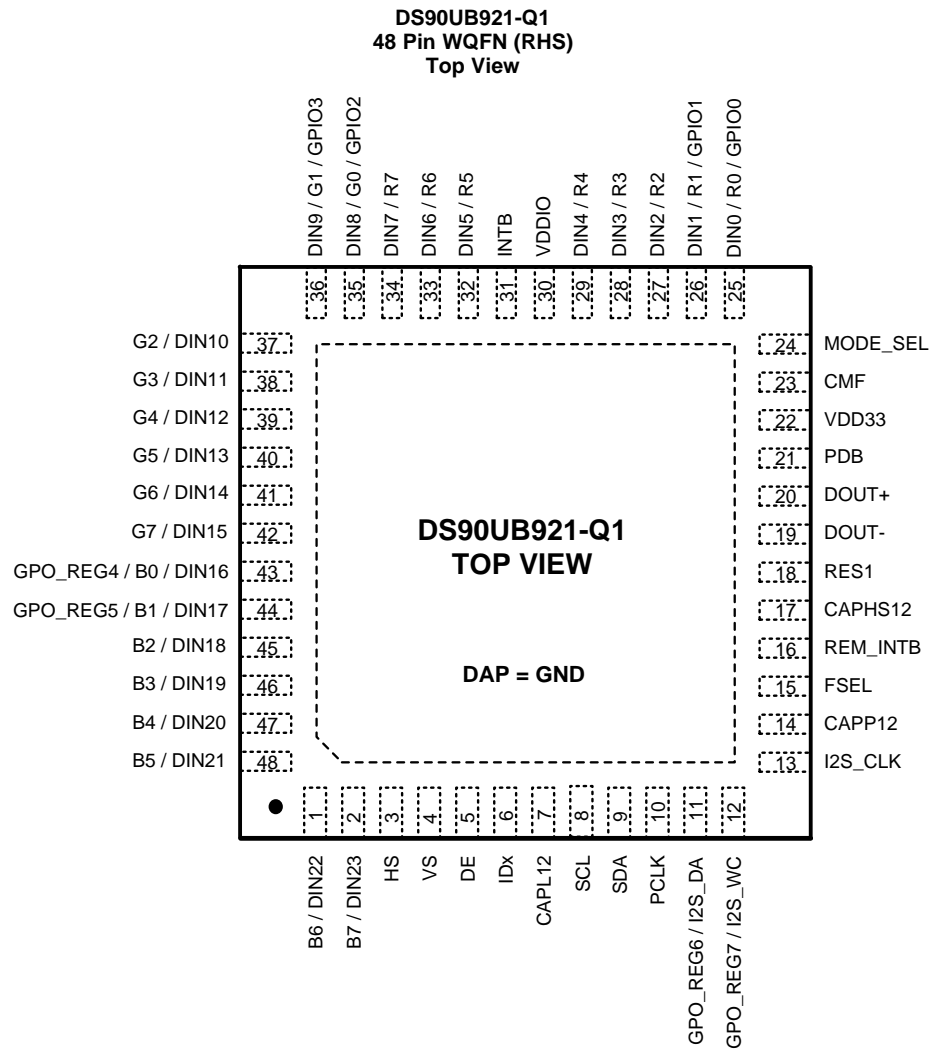 DS90UB921-Q1
48 Pin WQFN (RHS)
Top View
DIN9 / G1 / GPIO3
DIN8 / G0 / GPIO2
DIN7 / R7
DIN6 / R6
DIN5 / R5
INTB
VDDIO
DIN4 / R4
DIN3 / R3
DIN2 / R2
DIN1 / R1 / GPIO1
DIN0 / R0 / GPIO0
36
35
34
33
32
31
30
29
28
27
26
25
G2 / DIN10 37
G3 / DIN11 38
G4 / DIN12 39
G5 / DIN13 40
G6 / DIN14 41
G7 / DIN15 42
GPO_REG4 / B0 / DIN16 43
GPO_REG5 / B1 / DIN17 44
B2 / DIN18 45
B3 / DIN19 46
B4 / DIN20 47
B5 / DIN21 48
DS90UB921-Q1
TOP VIEW
DAP = GND
24 MODE_SEL
23 CMF
22 VDD33
21 PDB
20 DOUT+
19 DOUT-
18 RES1
17 CAPHS12
16 REM_INTB
15 FSEL
14 CAPP12
13 I2S_CLK
1
2
3
4
5
6
7
8
9
10
11
12
B6 / DIN22
B7 / DIN23
HS
VS
DE
IDx
CAPL12
SCL
SDA
PCLK
GPO_REG6 / I2S_DA
GPO_REG7 / I2S_WC